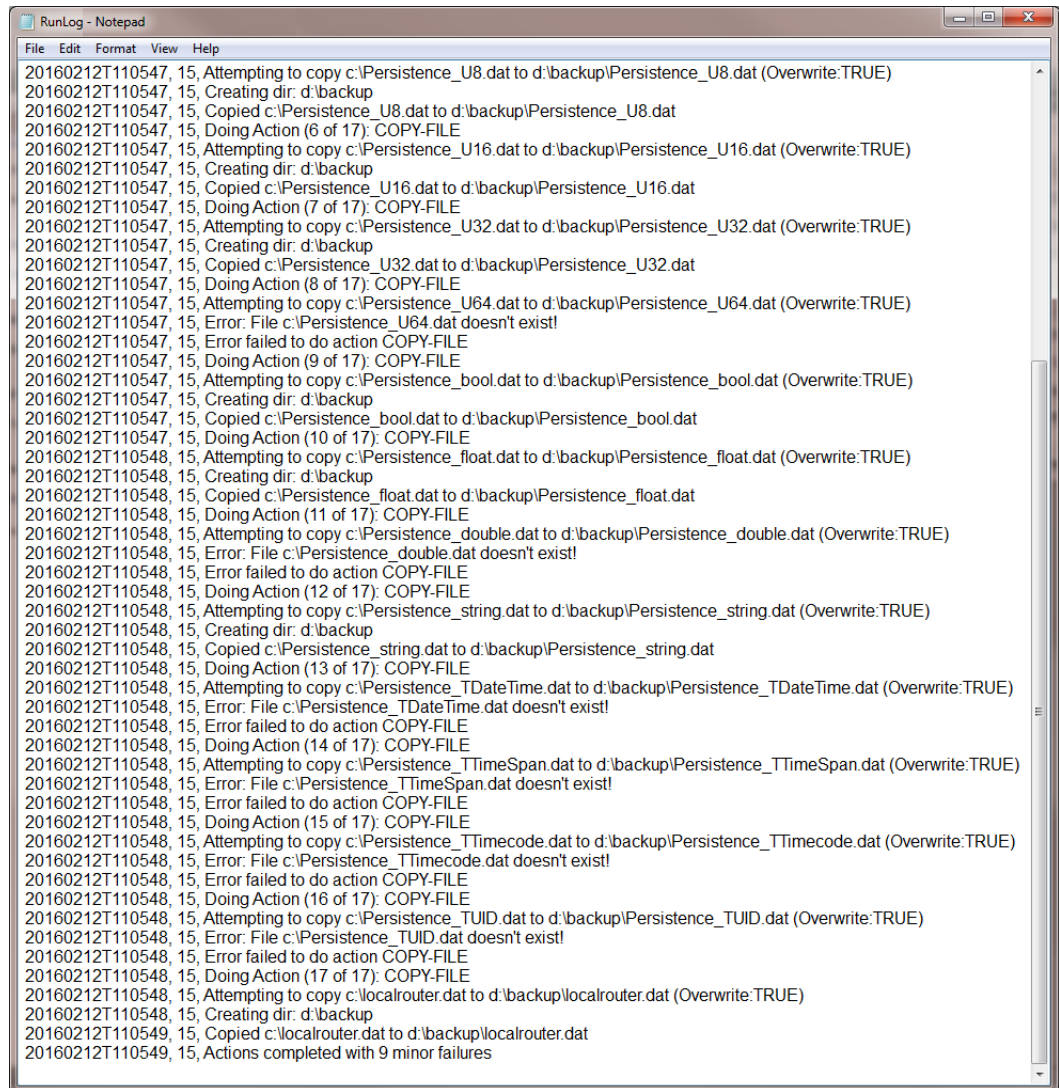 RunLog - Notepad
File Edit Format View Help
20160212T110547, 15, Attempting to copy c:\Persistence_U8.dat to d:\backup\Persistence_U8.dat (Overwrite:TRUE)
20160212T110547, 15, Creating dir: d:\backup
20160212T110547, 15, Copied c:\Persistence_U8.dat to d:\backup\Persistence_U8.dat
20160212T110547, 15, Doing Action (6 of 17): COPY-FILE
20160212T110547, 15, Attempting to copy c:\Persistence_U16.dat to d:\backup\Persistence_U16.dat (Overwrite:TRUE)
20160212T110547, 15, Creating dir: d:\backup
20160212T110547, 15, Copied c:\Persistence_U16.dat to d:\backup\Persistence_U16.dat
20160212T110547, 15, Doing Action (7 of 17): COPY-FILE
20160212T110547, 15, Attempting to copy c:\Persistence_U32.dat to d:\backup\Persistence_U32.dat (Overwrite:TRUE)
20160212T110547, 15, Creating dir: d:\backup
20160212T110547, 15, Copied c:\Persistence_U32.dat to d:\backup\Persistence_U32.dat
20160212T110547, 15, Doing Action (8 of 17): COPY-FILE
20160212T110547, 15, Attempting to copy c:\Persistence_U64.dat to d:\backup\Persistence_U64.dat (Overwrite:TRUE)
20160212T110547, 15, Error: File c:\Persistence_U64.dat doesn't exist!
20160212T110547, 15, Error failed to do action COPY-FILE
20160212T110547, 15, Doing Action (9 of 17): COPY-FILE
20160212T110547, 15, Attempting to copy c:\Persistence_bool.dat to d:\backup\Persistence_bool.dat (Overwrite:TRUE)
20160212T110547, 15, Creating dir: d:\backup
20160212T110547, 15, Copied c:\Persistence_bool.dat to d:\backup\Persistence_bool.dat
20160212T110547, 15, Doing Action (10 of 17): COPY-FILE
20160212T110548, 15, Attempting to copy c:\Persistence_float.dat to d:\backup\Persistence_float.dat (Overwrite:TRUE)
20160212T110548, 15, Creating dir: d:\backup
20160212T110548, 15, Copied c:\Persistence_float.dat to d:\backup\Persistence_float.dat
20160212T110548, 15, Doing Action (11 of 17): COPY-FILE
20160212T110548, 15, Attempting to copy c:\Persistence_double.dat to d:\backup\Persistence_double.dat (Overwrite:TRUE)
20160212T110548, 15, Error: File c:\Persistence_double.dat doesn't exist!
20160212T110548, 15, Error failed to do action COPY-FILE
20160212T110548, 15, Doing Action (12 of 17): COPY-FILE
20160212T110548, 15, Attempting to copy c:\Persistence_string.dat to d:\backup\Persistence_string.dat (Overwrite:TRUE)
20160212T110548, 15, Creating dir: d:\backup
20160212T110548, 15, Copied c:\Persistence_string.dat to d:\backup\Persistence_string.dat
20160212T110548, 15, Doing Action (13 of 17): COPY-FILE
20160212T110548, 15, Attempting to copy c:\Persistence_TDateTime.dat to d:\backup\Persistence_TDateTime.dat (Overwrite:TRUE)
20160212T110548, 15, Error: File c:\Persistence_TDateTime.dat doesn't exist!
20160212T110548, 15, Error failed to do action COPY-FILE
20160212T110548, 15, Doing Action (14 of 17): COPY-FILE
20160212T110548, 15, Attempting to copy c:\Persistence_TTimeSpan.dat to d:\backup\Persistence_TTimeSpan.dat (Overwrite:TRUE)
20160212T110548, 15, Error: File c:\Persistence_TTimeSpan.dat doesn't exist!
20160212T110548, 15, Error failed to do action COPY-FILE
20160212T110548, 15, Doing Action (15 of 17): COPY-FILE
20160212T110548, 15, Attempting to copy c:\Persistence_TTimecode.dat to d:\backup\Persistence_TTimecode.dat (Overwrite:TRUE)
20160212T110548, 15, Error: File c:\Persistence_TTimecode.dat doesn't exist!
20160212T110548, 15, Error failed to do action COPY-FILE
20160212T110548, 15, Doing Action (16 of 17): COPY-FILE
20160212T110548, 15, Attempting to copy c:\Persistence_TUID.dat to d:\backup\Persistence_TUID.dat (Overwrite:TRUE)
20160212T110548, 15, Error: File c:\Persistence_TUID.dat doesn't exist!
20160212T110548, 15, Error failed to do action COPY-FILE
20160212T110548, 15, Doing Action (17 of 17): COPY-FILE
20160212T110548, 15, Attempting to copy c:\localrouter.dat to d:\backup\localrouter.dat (Overwrite:TRUE)
20160212T110548, 15, Creating dir: d:\backup
20160212T110549, 15, Copied c:\localrouter.dat to d:\backup\localrouter.dat
20160212T110549, 15, Actions completed with 9 minor failures